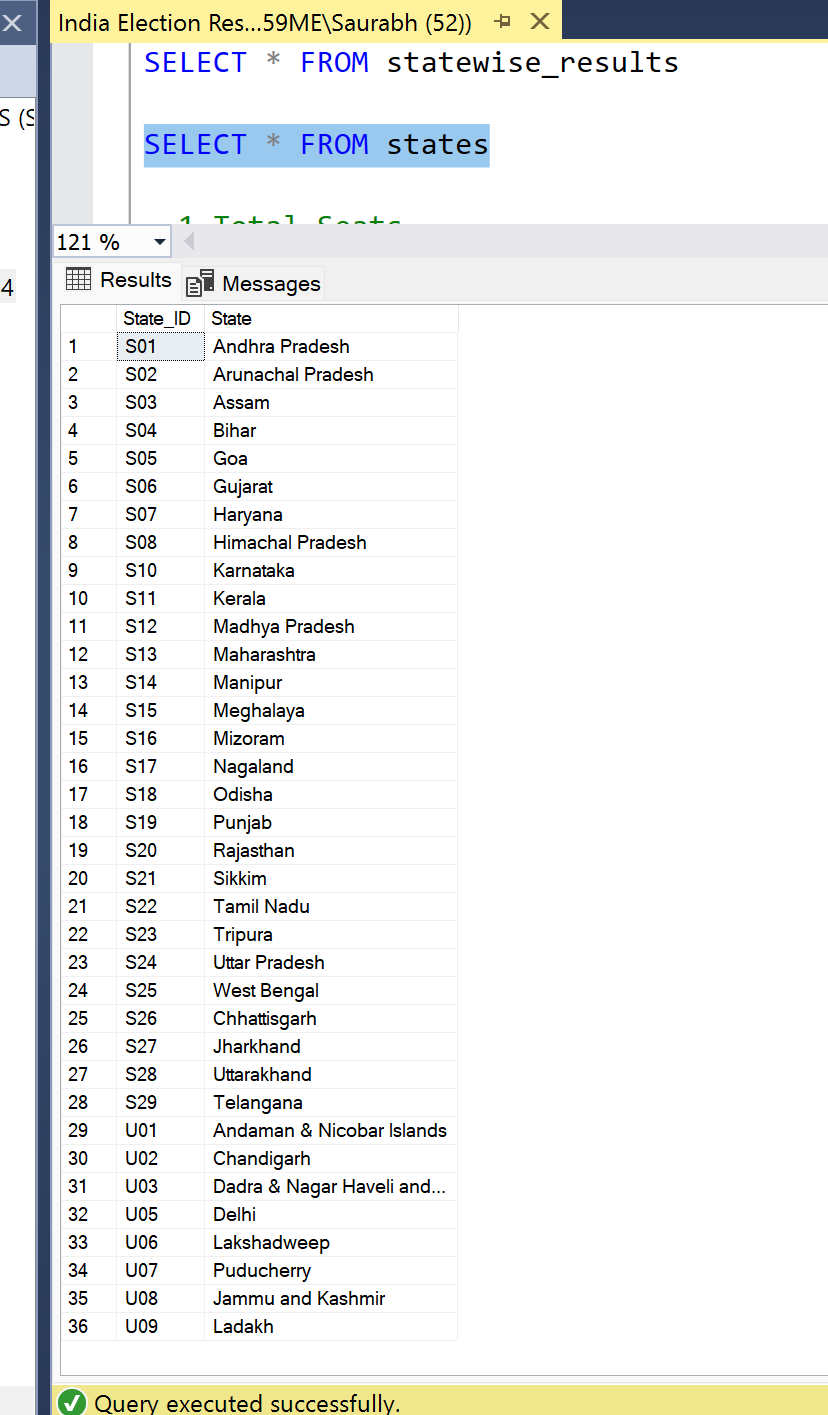 India Election Res...59ME\Saurabh (52))
SELECT * FROM statewise_results
S (S
SELECT * FROM states
1 Total Seats
121 %
4
Results Messages
State_ID State
1 S01 Andhra Pradesh
2 S02 Arunachal Pradesh
3 S03 Assam
4 S04 Bihar
5 S05 Goa
6 S06 Gujarat
7 S07 Haryana
8 S08 Himachal Pradesh
9 S10 Karnataka
10 S11 Kerala
11 S12 Madhya Pradesh
12 S13 Maharashtra
13 S14 Manipur
14 S15 Meghalaya
15 S16 Mizoram
16 S17 Nagaland
17 S18 Odisha
18 S19 Punjab
19 S20 Rajasthan
20 S21 Sikkim
21 S22 Tamil Nadu
22 S23 Tripura
23 S24 Uttar Pradesh
24 S25 West Bengal
25 S26 Chhattisgarh
26 S27 Jharkhand
27 S28 Uttarakhand
28 S29 Telangana
29 U01 Andaman & Nicobar Islands
30 U02 Chandigarh
31 U03 Dadra & Nagar Haveli and...
32 U05 Delhi
33 U06 Lakshadweep
34 U07 Puducherry
35 U08 Jammu and Kashmir
36 U09 Ladakh
Query executed successfully.